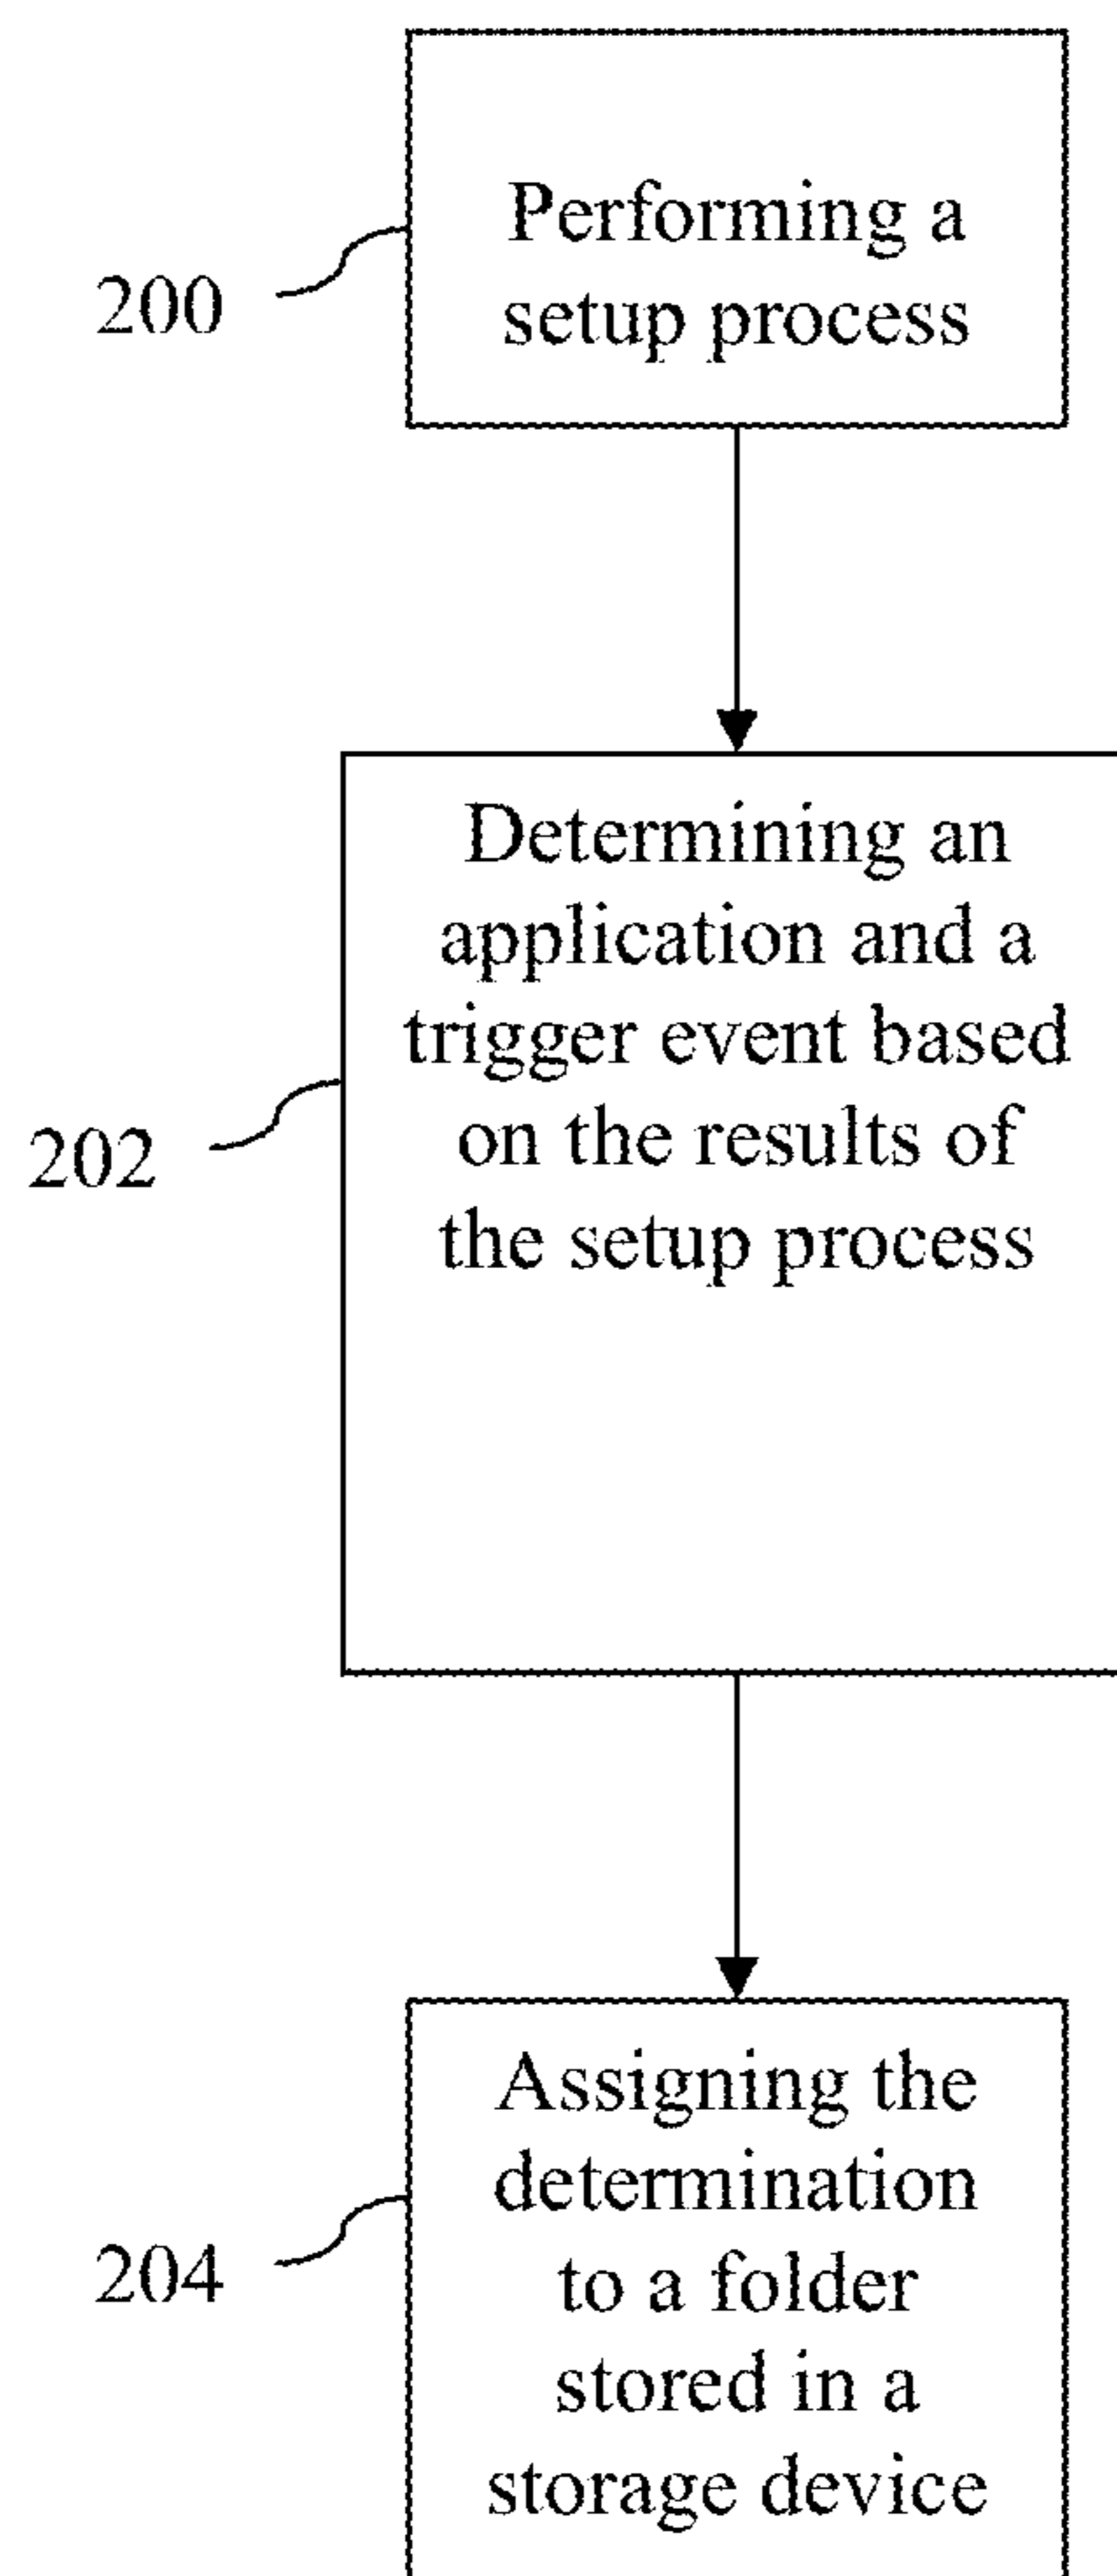 Performing a
setup process
200
Determining an
application and a
trigger event based
on the results of
the setup process
202
Assigning the
determination
to a folder
stored in a
storage device
204